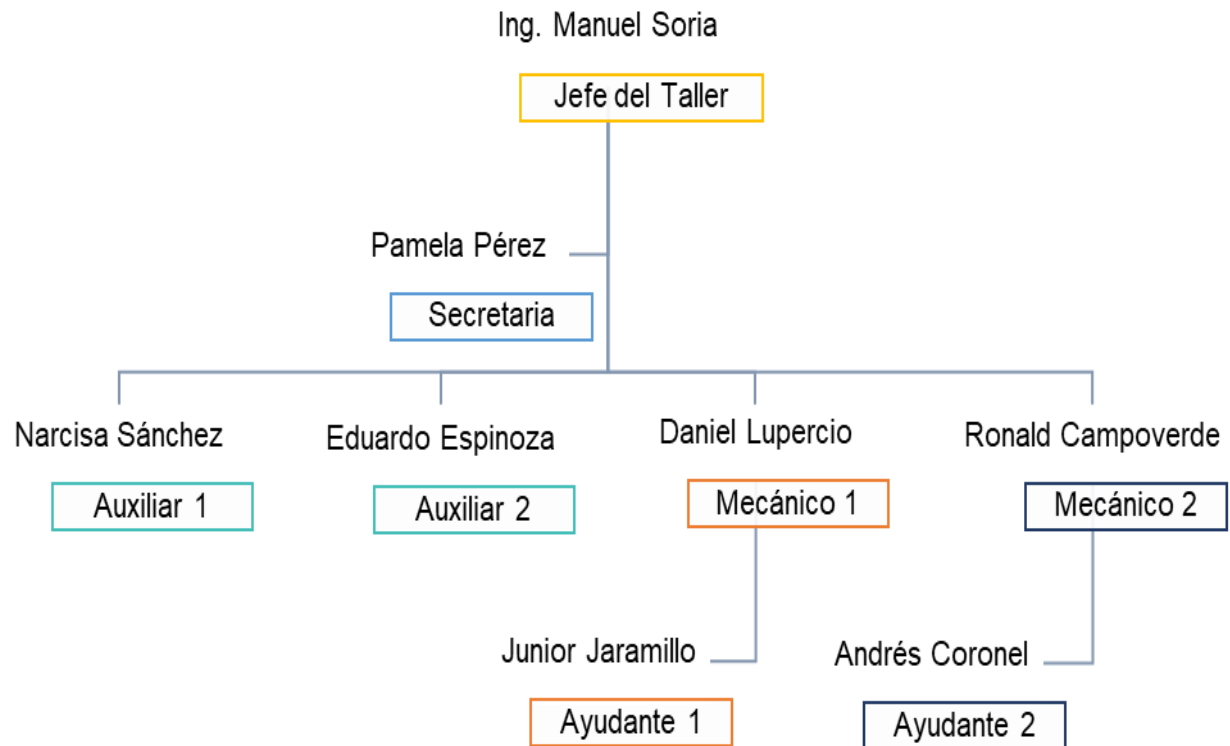 Ing. Manuel Soria
Jefe del Taller
Pamela Pérez
Secretaria
Narcisa Sánchez
Auxiliar 1
Eduardo Espinoza
Auxiliar 2
Daniel Lupercio
Mecánico 1
Ronald Campoverde
Mecánico 2
Junior Jaramillo
Ayudante 1
Andrés Coronel
Ayudante 2